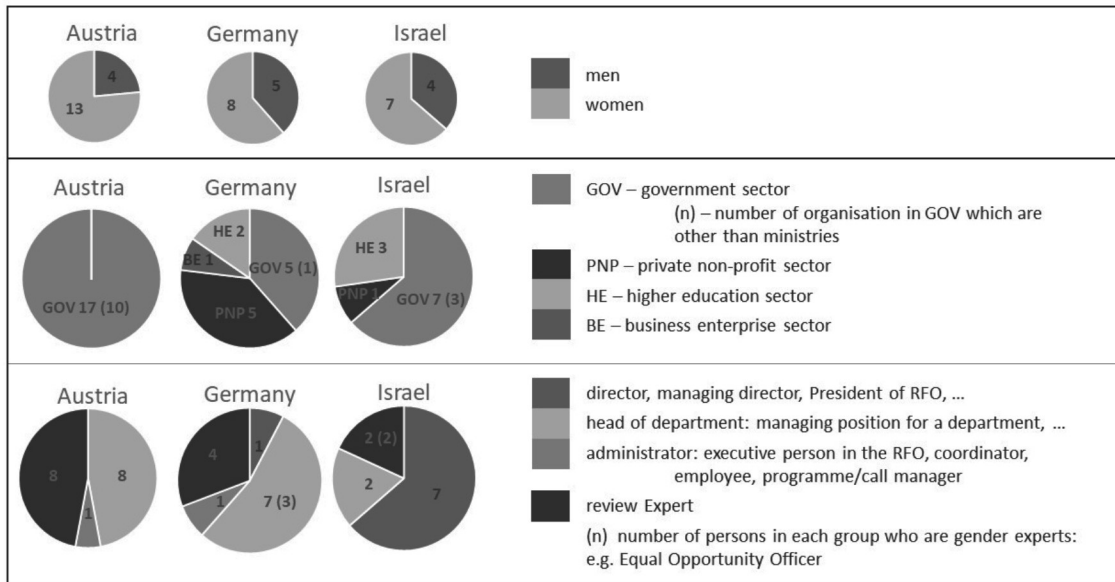 Austria
Germany
Israel
4
13
5
8
4
7
men
women
Austria
Germany
Israel
GOV 17 (10)
HE 2
BE 1
GOV 5 (1)
PNP 5
HE 3
PNP 1
GOV 7 (3)
GOV – government sector
(n) – number of organisation in GOV which are
other than ministries
PNP – private non-profit sector
HE – higher education sector
BE – business enterprise sector
Austria
Germany
Israel
8
8
1
4
1
1
7 (3)
2 (2)
2
7
director, managing director, President of RFO, ...
head of department: managing position for a department, ...
administrator: executive person in the RFO, coordinator,
employee, programme/call manager
review Expert
(n) number of persons in each group who are gender experts:
e.g. Equal Opportunity Officer